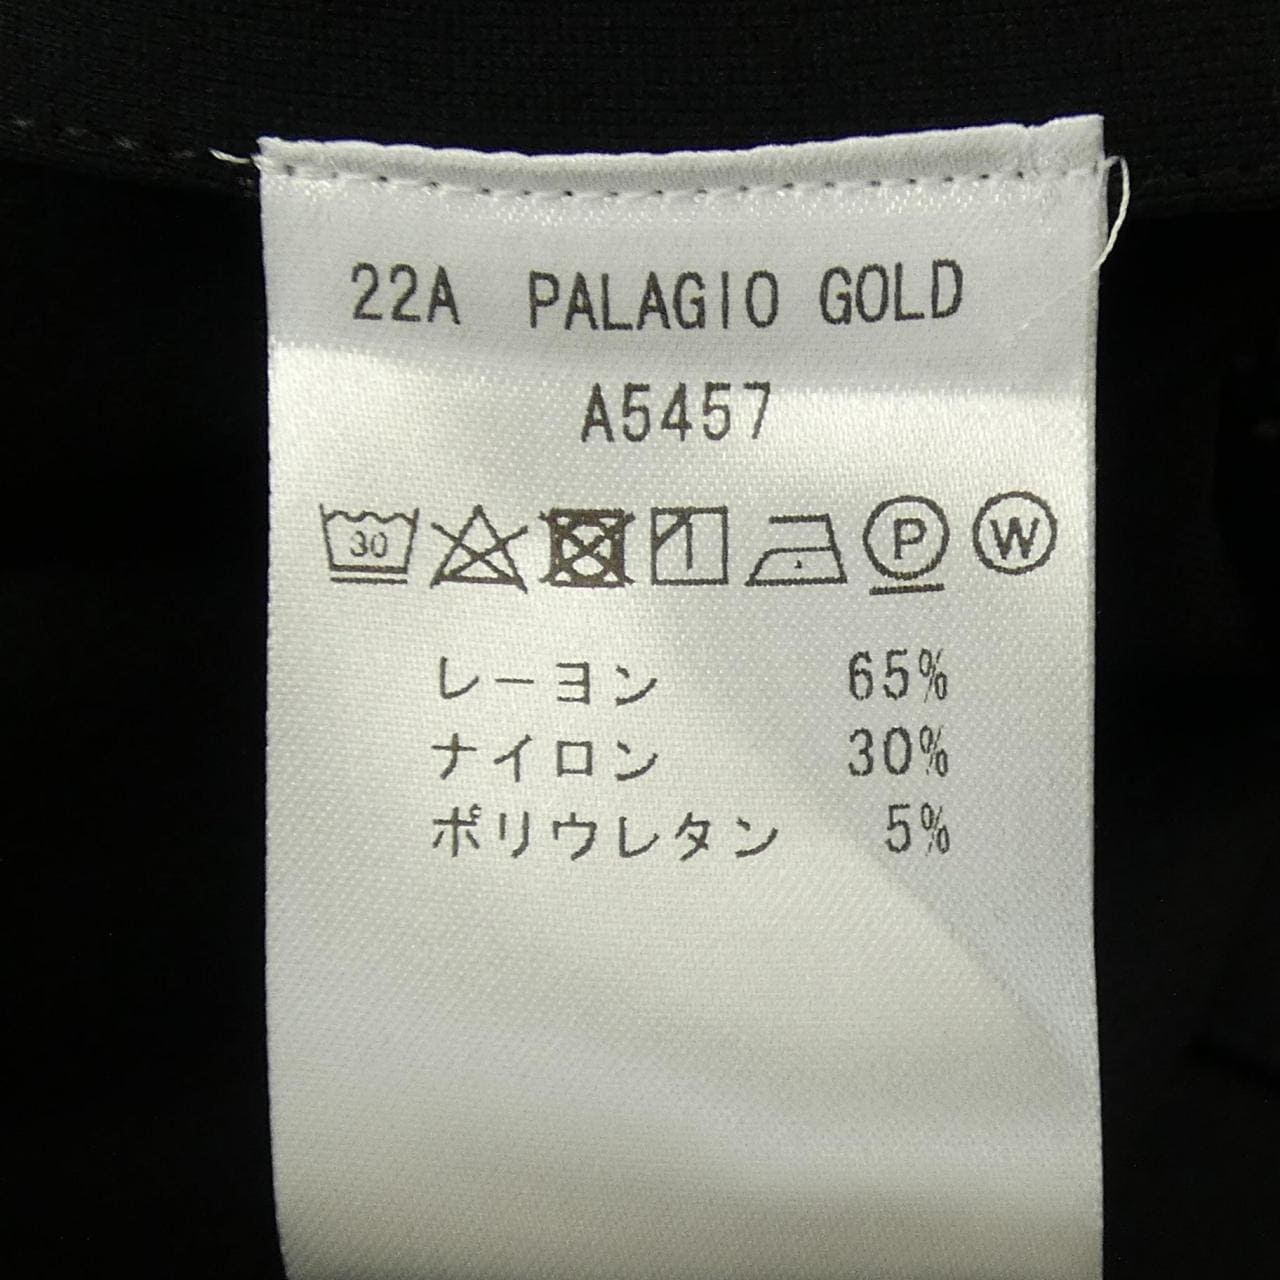 22A PALAGIO GOLD
A5457
30 P W
レーヨン 65%
ナイロン 30%
ポリウレタン 5%